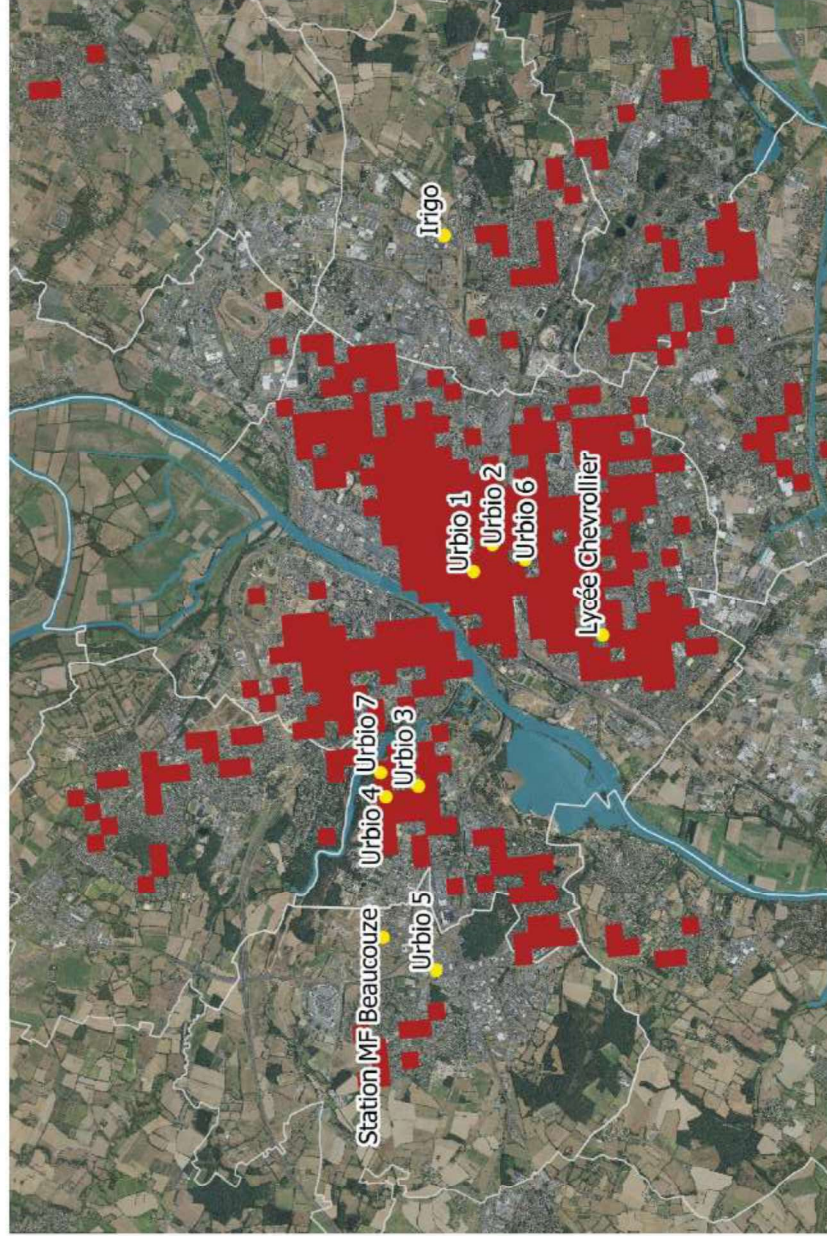 Irigo
Urbio 1
Urbio 2
Urbio 6
Lycée Chevrollier
Urbio 7
Urbio 4
Urbio 3
Station MF Beaucouze
Urbio 5